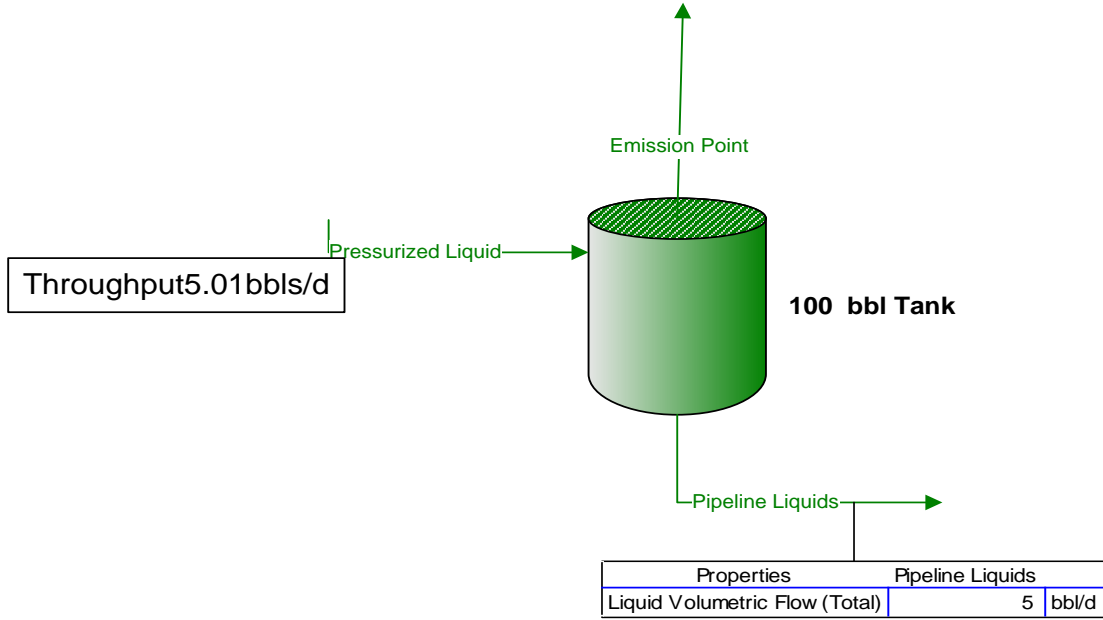 Emission Point
Pressurized Liquid
Throughput5.01bbls/d
100 bbl Tank
Pipeline Liquids
Properties Pipeline Liquids
Liquid Volumetric Flow (Total) 5 bbl/d